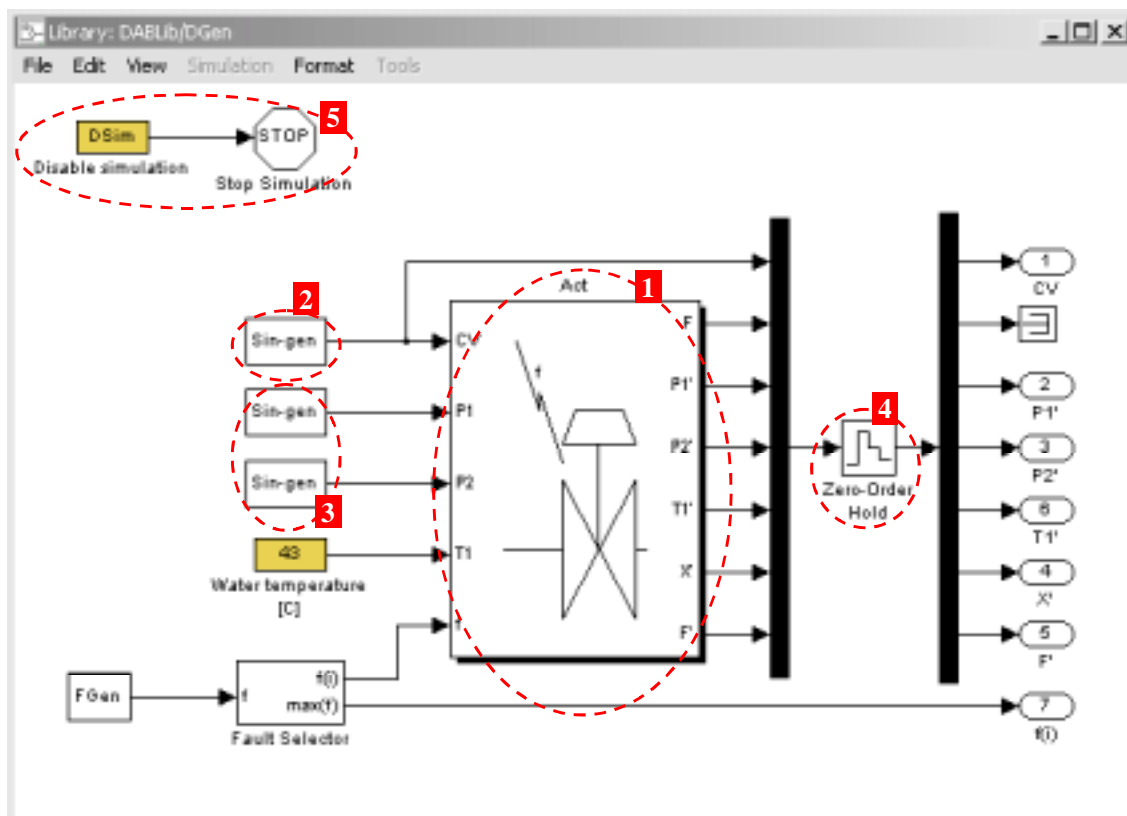 Library: DABLib/DGen
File Edit View Simulation Format Tools
5
DSim
STOP
Disable simulation
Stop Simulation
Act
1
2
Sin-gen
Sin-gen
Sin-gen
3
43
Water temperature
[C]
CV
P1
P2
T1
f
f
F
P1'
P2'
T1'
X'
F'
4
Zero-Order
Hold
1
CV
2
P1'
3
P2'
6
T1'
4
X'
5
F'
7
f(i)
FGen
f
f(i)
max(f)
Fault Selector